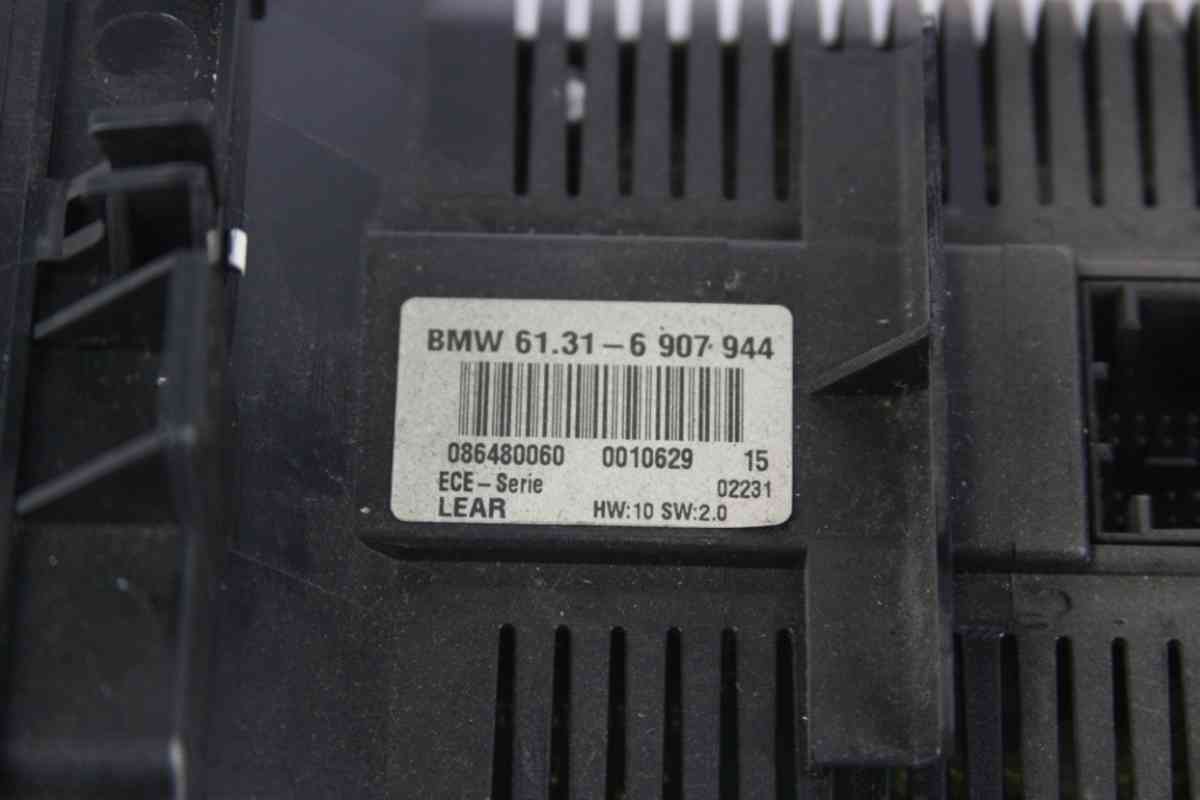 BMW 61.31-6 907 944
086480060 0010629 15
ECE-Serie 02231
LEAR HW:10 SW:2.0